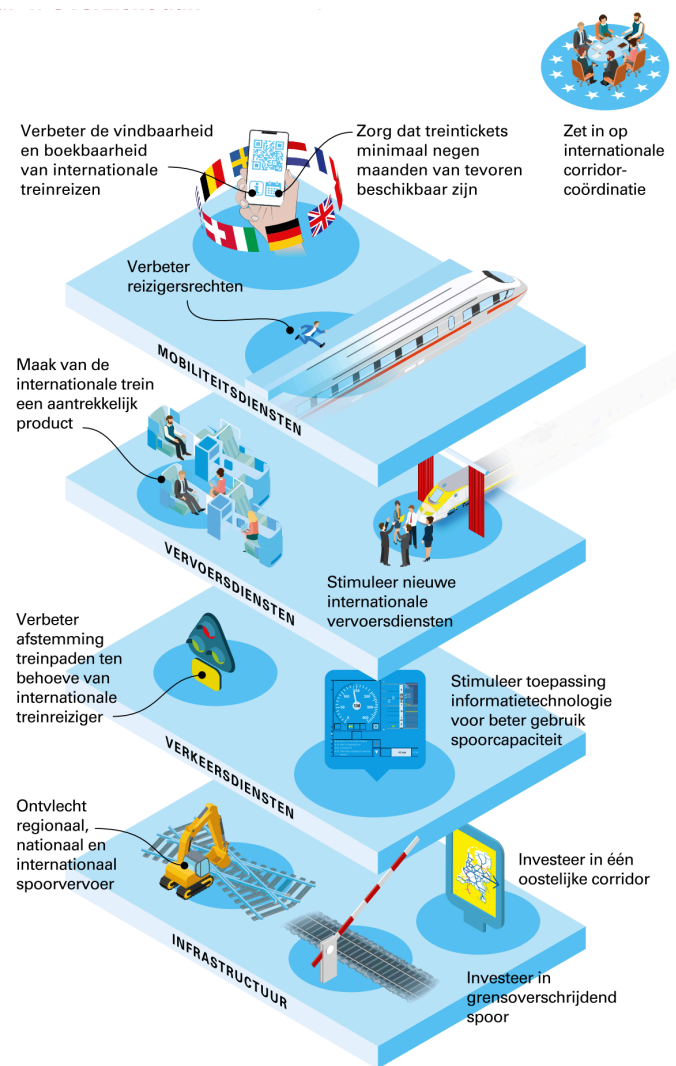 Verbeter de vindbaarheid
en boekbaarheid
van internationale
treinreizen
Zorg dat treintickets
minimaal negen
maanden van tevoren
beschikbaar zijn
Zet in op
internationale
corridor-
coördinatie
Verbeter
reizigersrechten
MOBILITEITSDIENSTEN
Maak van de
internationale trein
een aantrekkelijk
product
VERVOERSDIENSTEN
Stimuleer nieuwe
internationale
vervoersdiensten
Verbeter
afstemming
treinpaden ten
behoeve van
internationale
treinreiziger
Stimuleer toepassing
informatietechnologie
voor beter gebruik
spoorcapaciteit
VERKEERSDIENSTEN
Ontvlecht
regionaal,
nationaal en
internationaal
spoorvervoer
Investeer in één
oostelijke corridor
INFRASTRUCTUUR
Investeer in
grensoverschrijdend
spoor